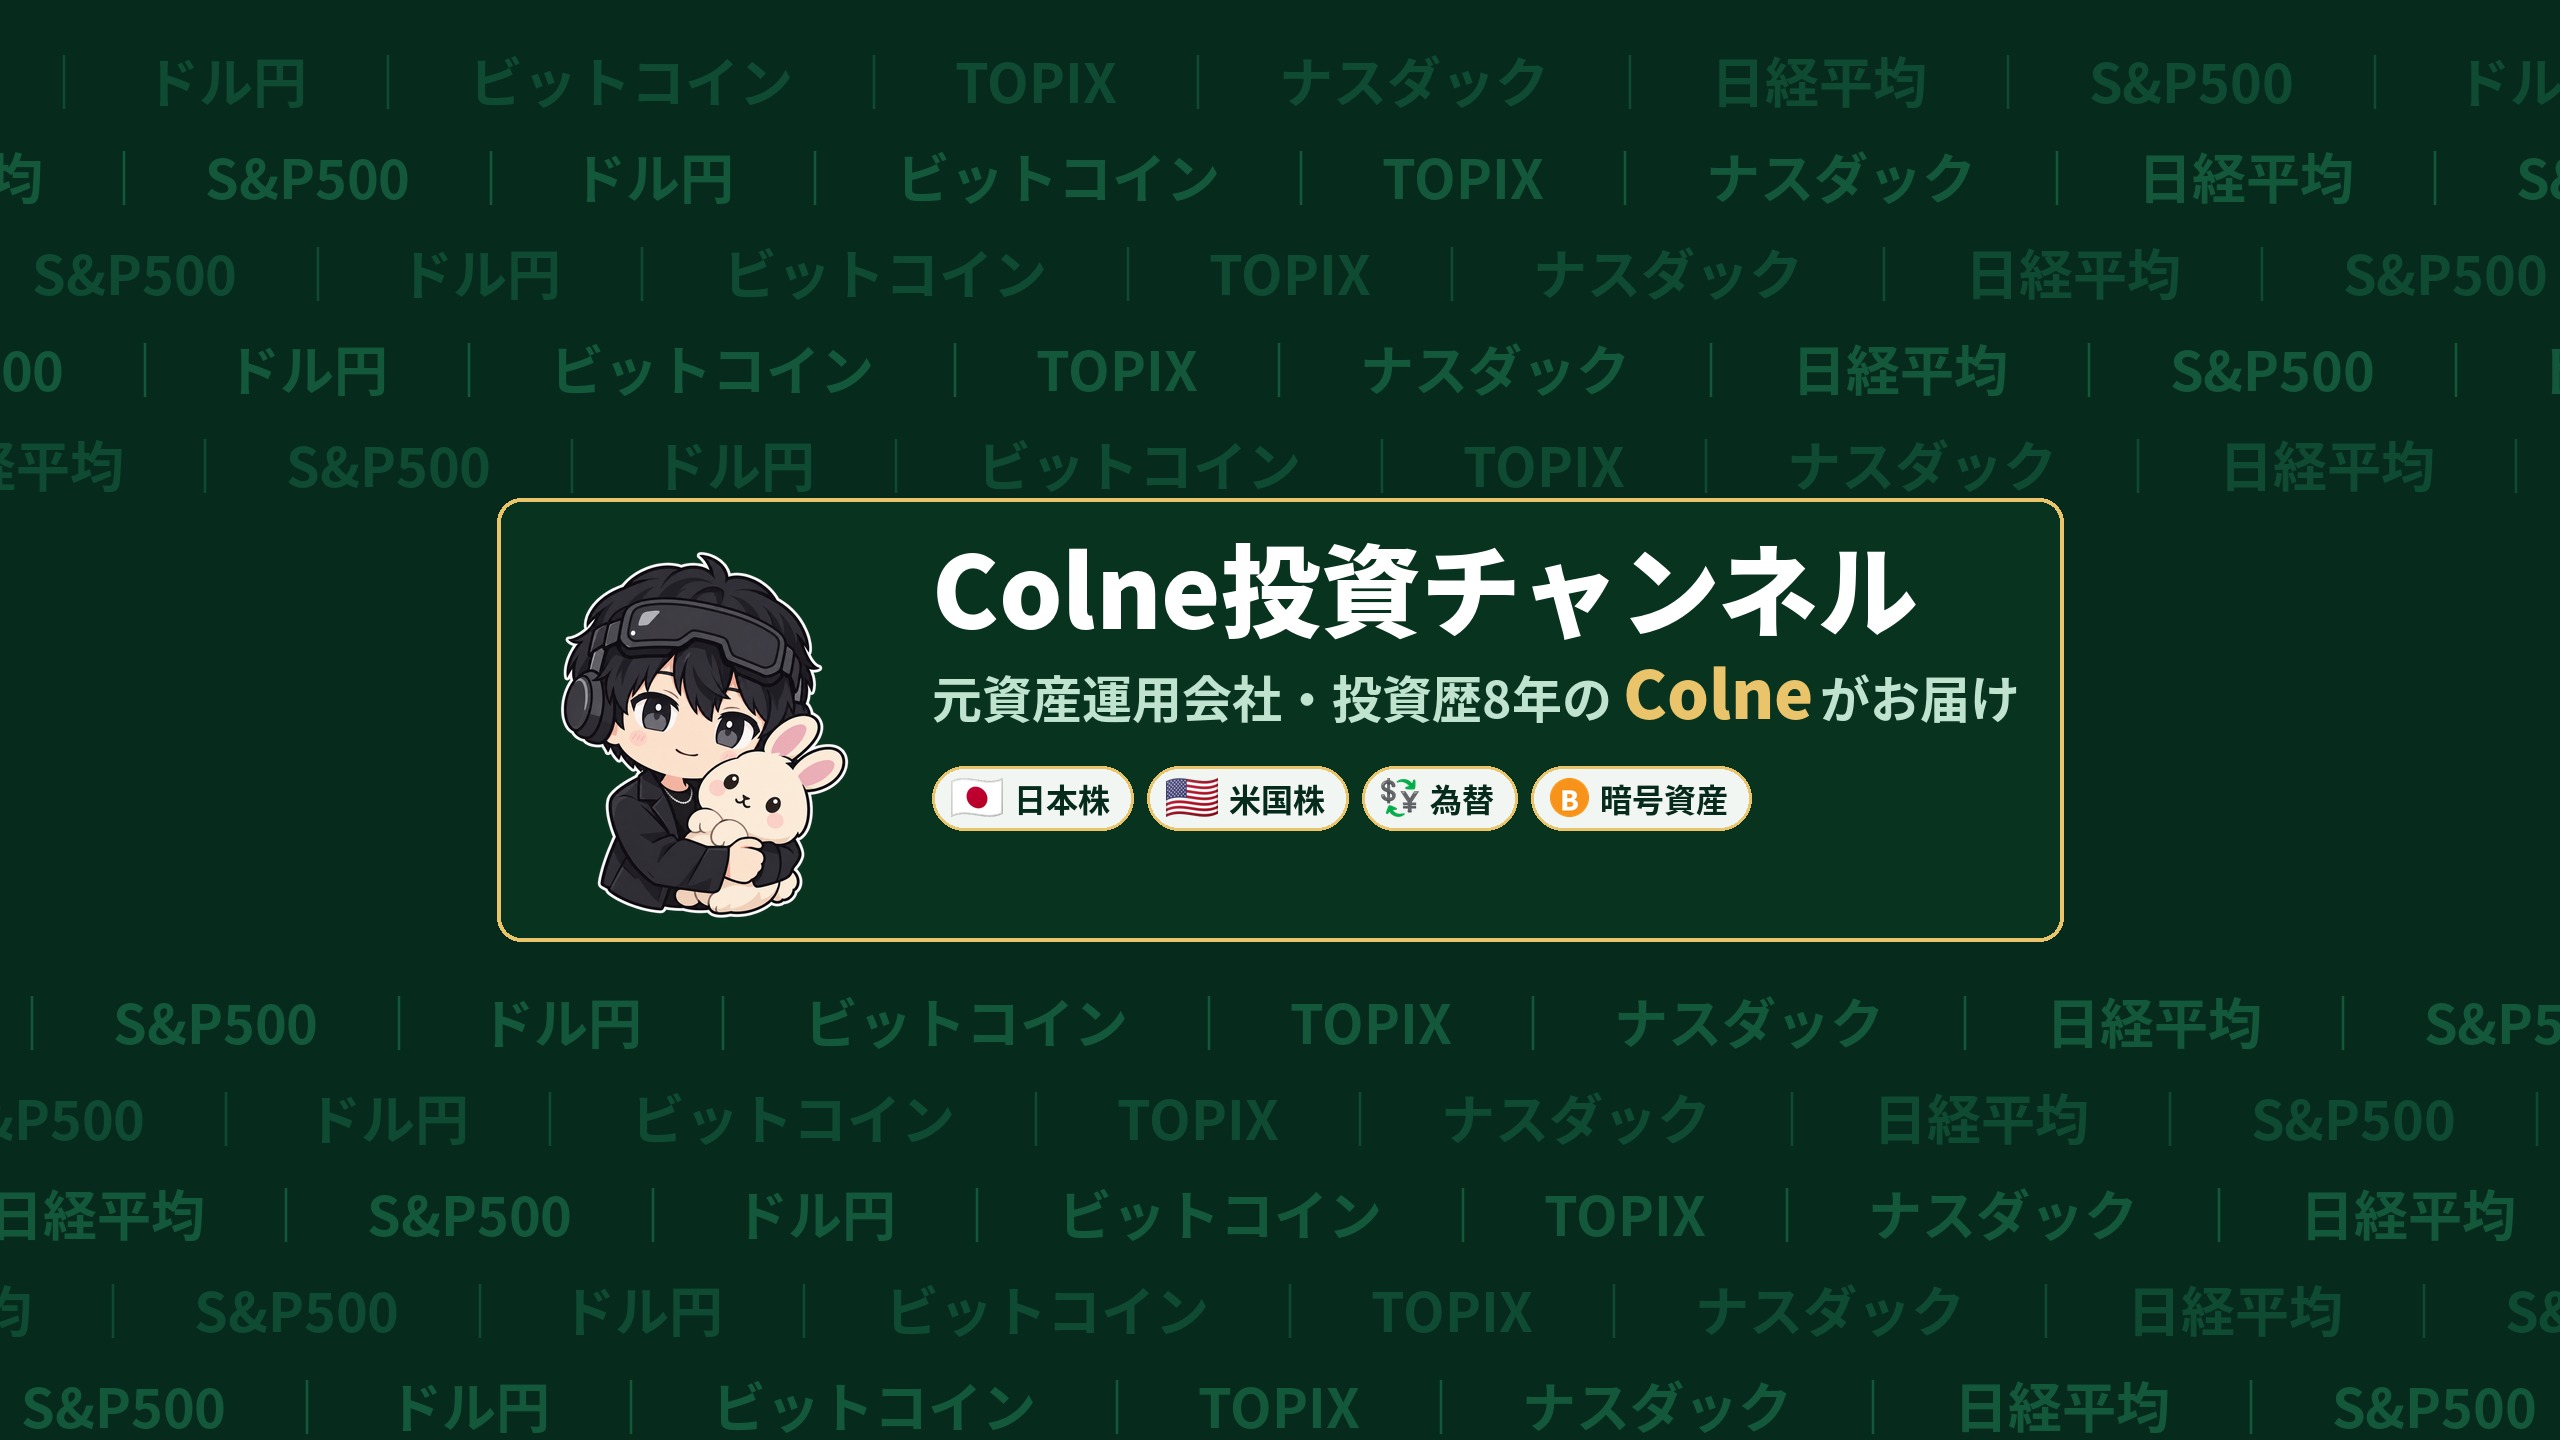 ｜ ドル円 ｜ ビットコイン ｜ TOPIX ｜ ナスダック ｜ 日経平均 ｜ S&P500 ｜ ドル
均 ｜ S&P500 ｜ ドル円 ｜ ビットコイン ｜ TOPIX ｜ ナスダック ｜ 日経平均 ｜ S&
S&P500 ｜ ドル円 ｜ ビットコイン ｜ TOPIX ｜ ナスダック ｜ 日経平均 ｜ S&P500
00 ｜ ドル円 ｜ ビットコイン ｜ TOPIX ｜ ナスダック ｜ 日経平均 ｜ S&P500 ｜
経平均 ｜ S&P500 ｜ ドル円 ｜ ビットコイン ｜ TOPIX ｜ ナスダック ｜ 日経平均 ｜
Colne投資チャンネル
元資産運用会社・投資歴8年の Colne がお届け
日本株 米国株 $¥ 為替 B 暗号資産
｜ S&P500 ｜ ドル円 ｜ ビットコイン ｜ TOPIX ｜ ナスダック ｜ 日経平均 ｜ S&P5
&P500 ｜ ドル円 ｜ ビットコイン ｜ TOPIX ｜ ナスダック ｜ 日経平均 ｜ S&P500 ｜
日経平均 ｜ S&P500 ｜ ドル円 ｜ ビットコイン ｜ TOPIX ｜ ナスダック ｜ 日経平均
均 ｜ S&P500 ｜ ドル円 ｜ ビットコイン ｜ TOPIX ｜ ナスダック ｜ 日経平均 ｜ S&
S&P500 ｜ ドル円 ｜ ビットコイン ｜ TOPIX ｜ ナスダック ｜ 日経平均 ｜ S&P500